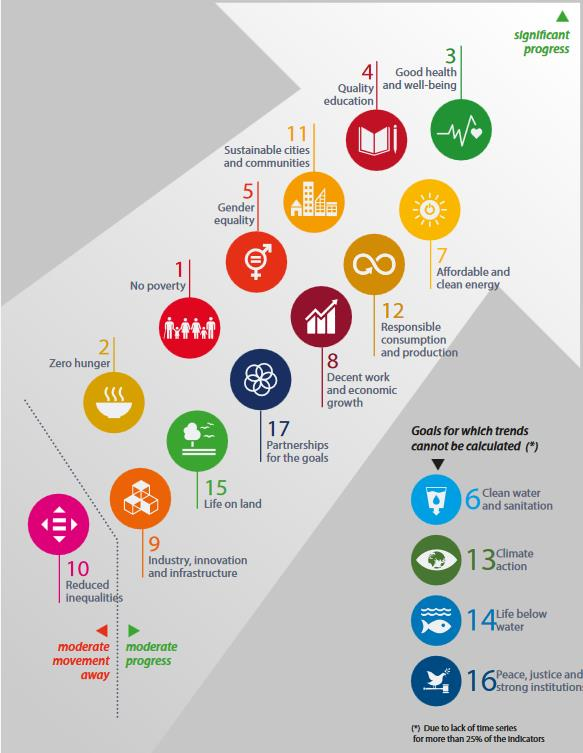 significant
progress
3
Good health
and well-being
4
Quality
education
11
Sustainable cities
and communities
5
Gender
equality
7
Affordable and
clean energy
1
No poverty
12
Responsible
consumption
and production
2
Zero hunger
8
Decent work
and economic
growth
17
Partnerships
for the goals
15
Life on land
9
Industry, innovation
and infrastructure
10
Reduced
inequalities
moderate
movement
away
moderate
progress
Goals for which trends
cannot be calculated (*)
6 Clean water
and sanitation
13 Climate
action
14 Life below
water
16 Peace, justice and
strong institutions
(*) Due to lack of time series
for more than 25% of the indicators